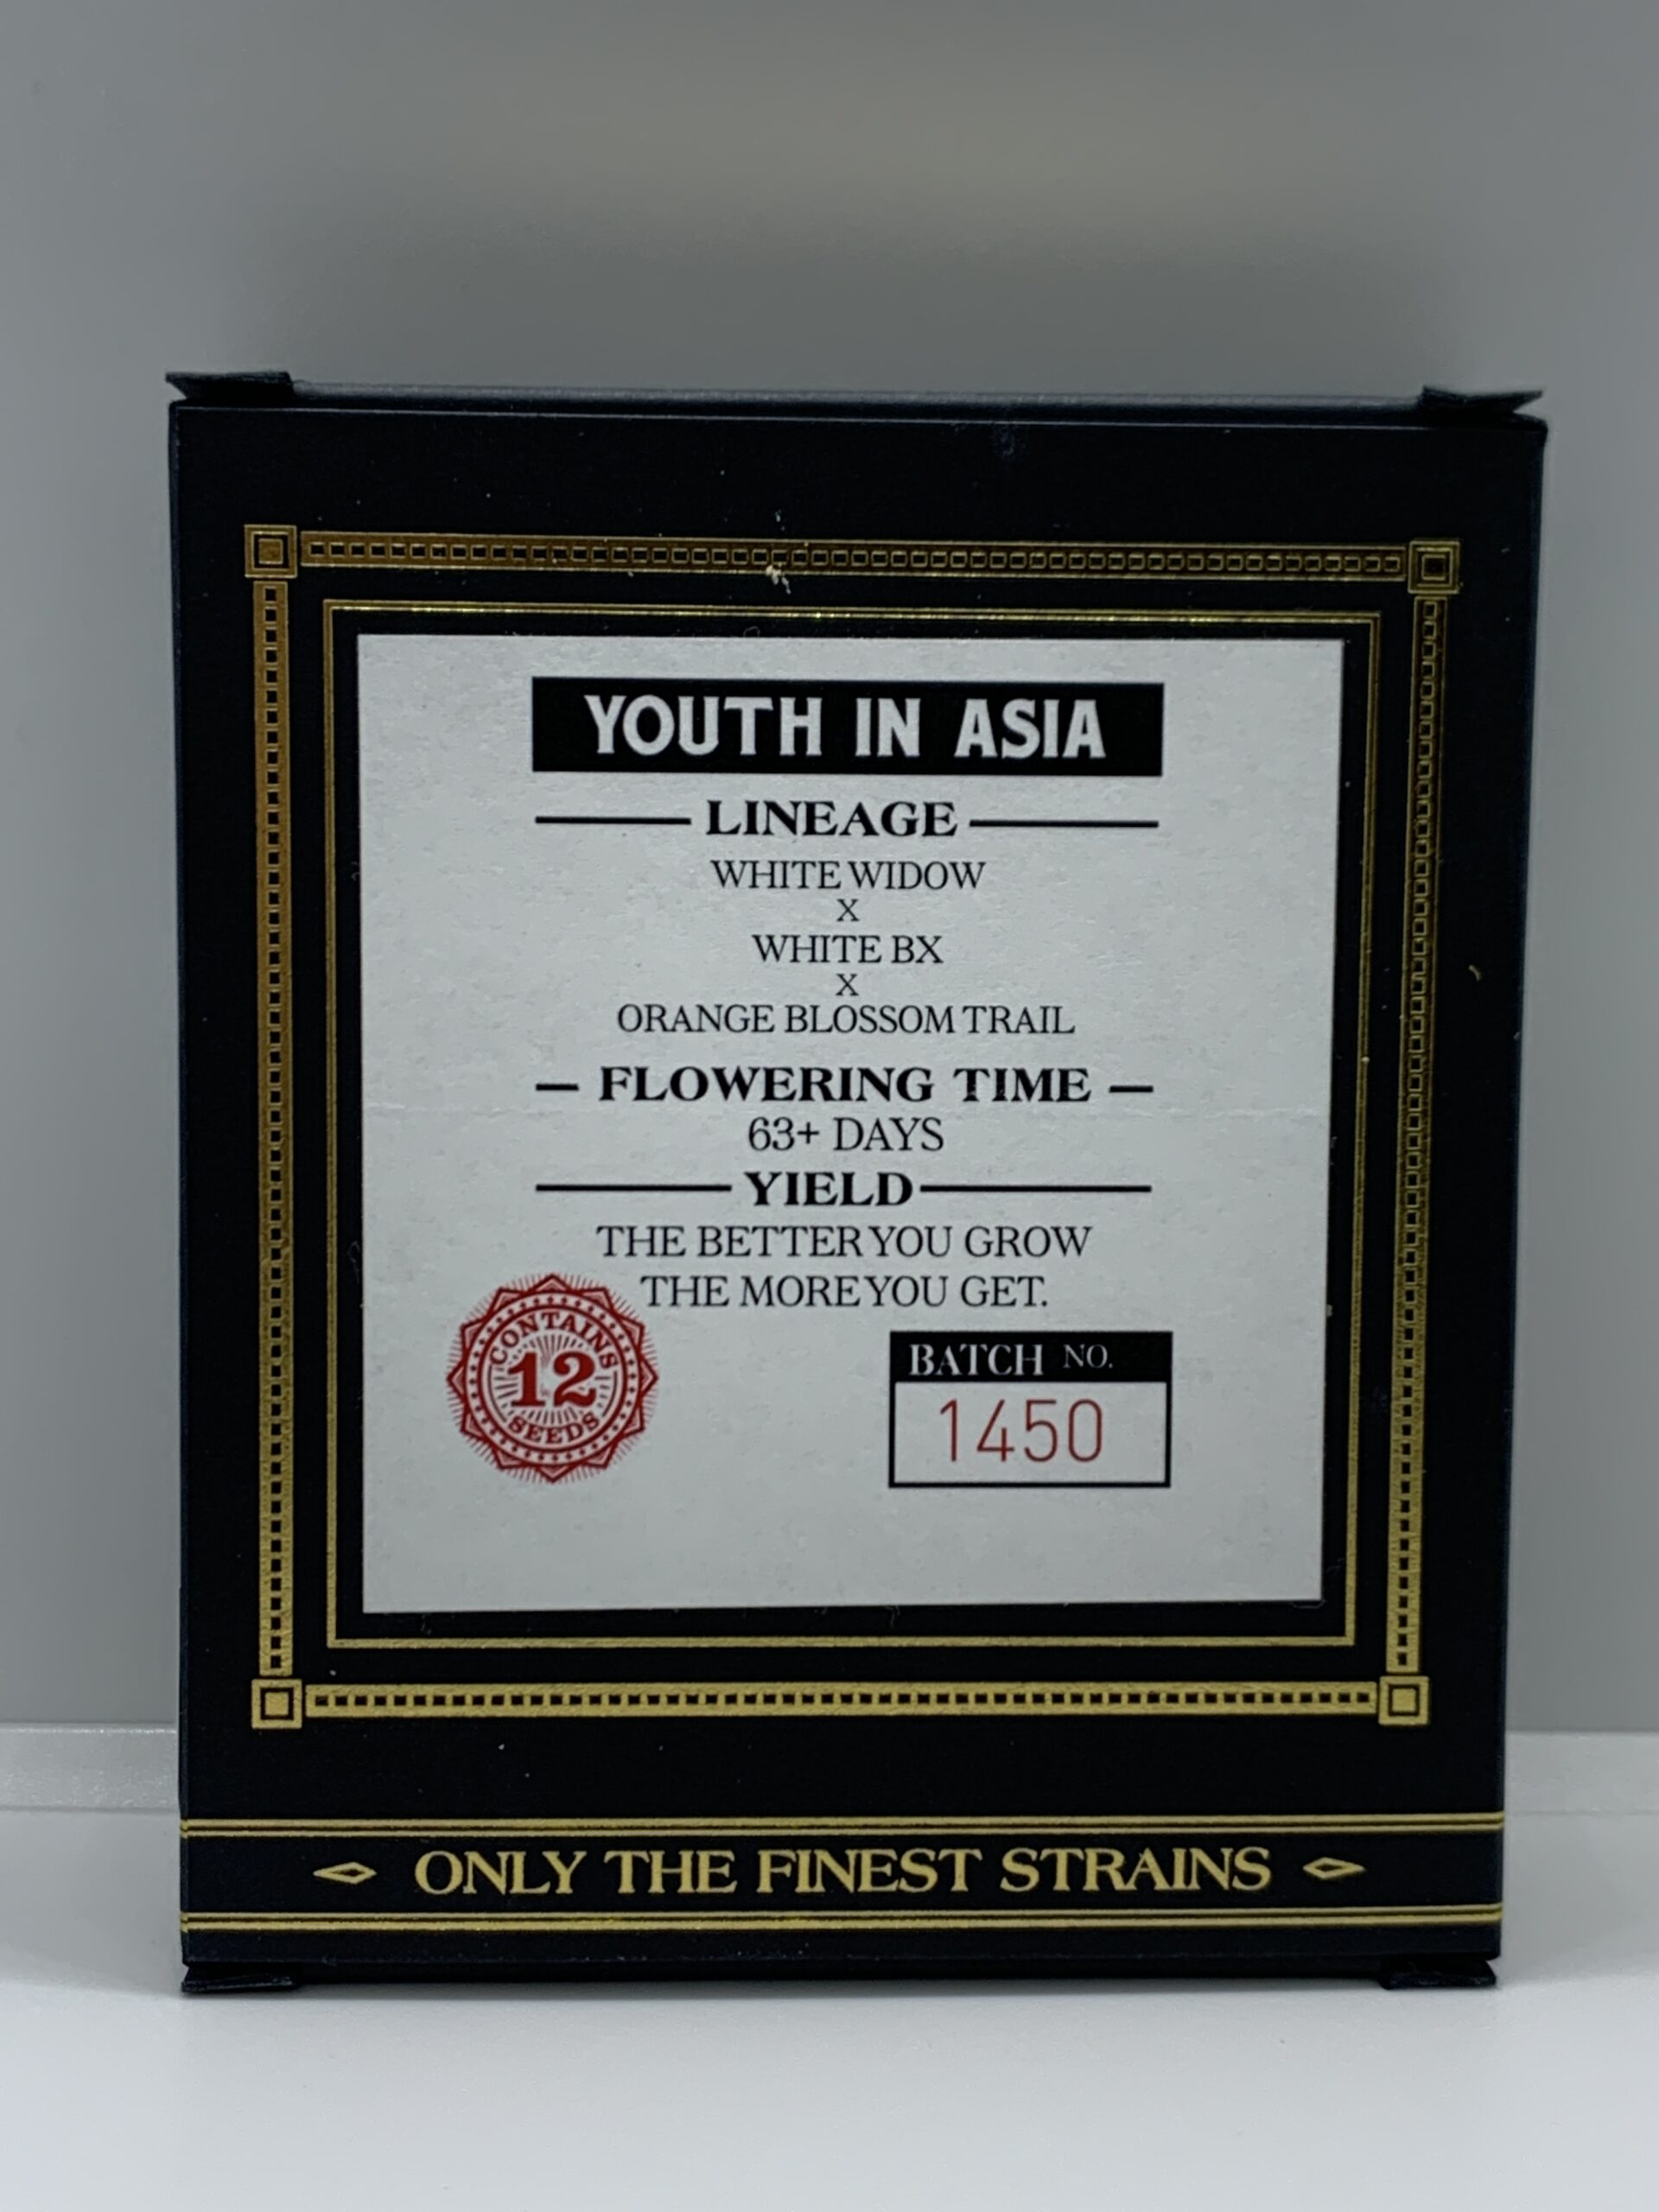 YOUTH IN ASIA
LINEAGE
WHITE WIDOW
X
WHITE BX
X
ORANGE BLOSSOM TRAIL
FLOWERING TIME
63+ DAYS
YIELD
THE BETTER YOU GROW
THE MORE YOU GET.
CONTAINS
12
SEEDS
BATCH NO.
1450
ONLY THE FINEST STRAINS